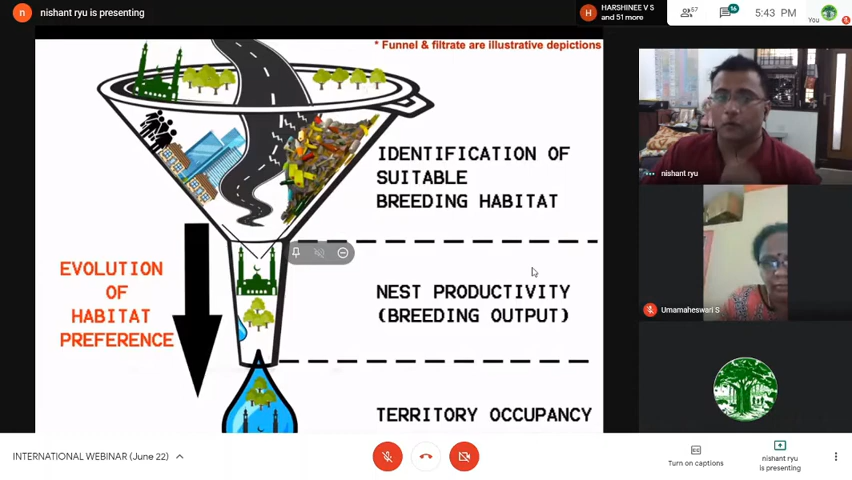 nishant ryu is presenting
H
HARSHINEE V S
and 51 more
57
16
5:43 PM
You
* Funnel & filtrate are illustrative depictions
IDENTIFICATION OF
SUITABLE
BREEDING HABITAT
EVOLUTION
OF
HABITAT
PREFERENCE
NEST PRODUCTIVITY
(BREEDING OUTPUT)
TERRITORY OCCUPANCY
nishant ryu
Umamaheswari S
INTERNATIONAL WEBINAR (June 22)
Turn on captions
nishant ryu
is presenting